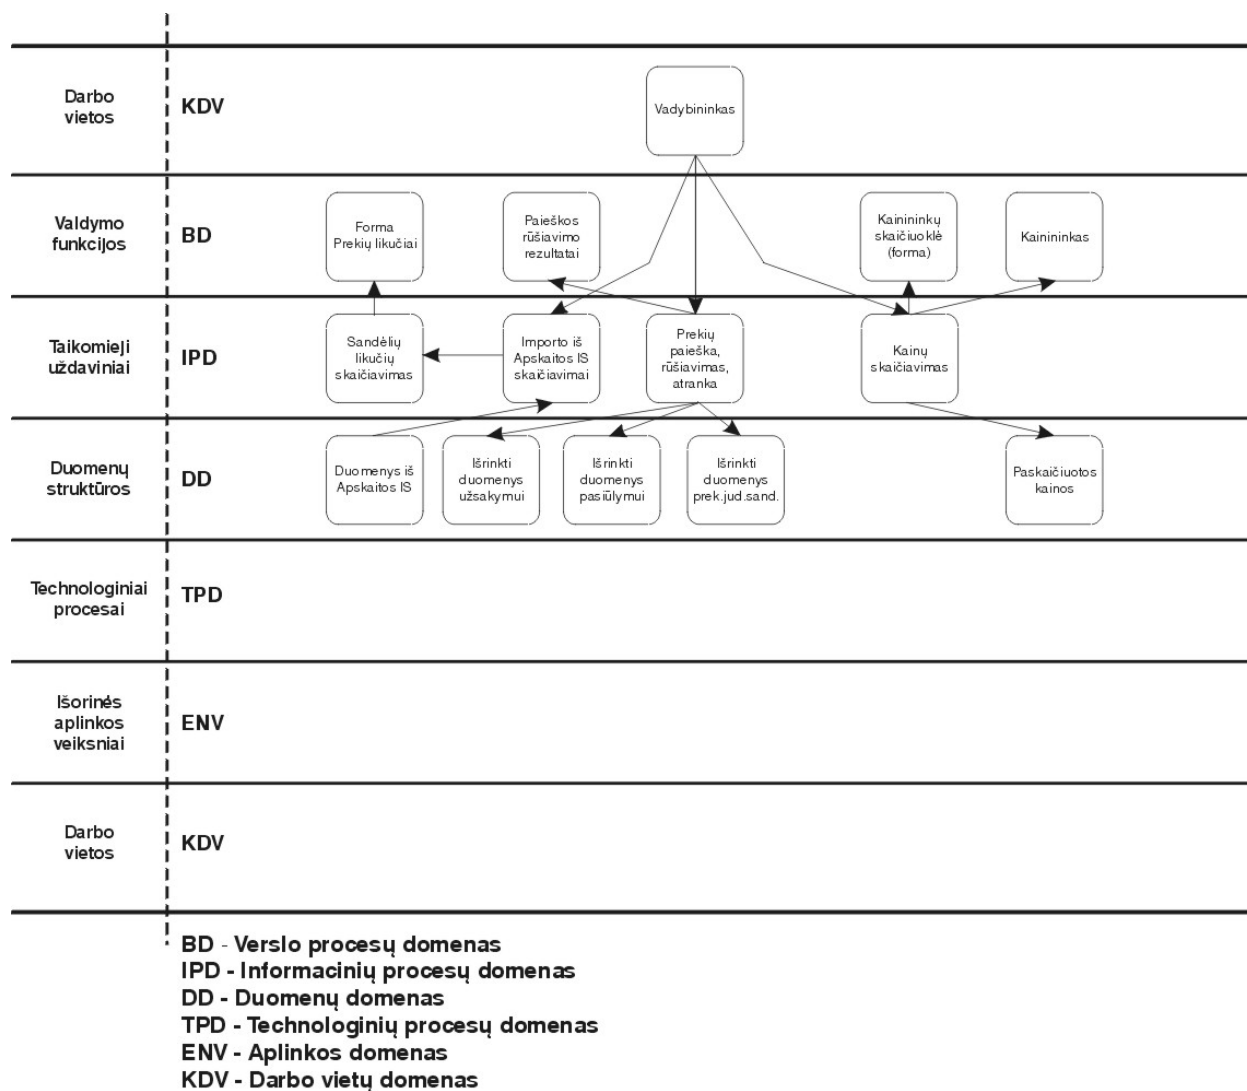 Darbo
vietos
KDV
Vadybininkas
Valdymo
funkcijos
BD
Forma
Prekių likučiai
Paieškos
rūšiavimo
rezultatai
Kainininkų
skaičiuoklė
(forma)
Kainininkas
Taikomieji
uždaviniai
IPD
Sandėlių
likučių
skaičiavimas
Importo iš
Apskaitos IS
skaičiavimai
Prekių
paieška,
rūšiavimas,
atranka
Kainų
skaičiavimas
Duomenų
struktūros
DD
Duomenys iš
Apskaitos IS
Išrinkti
duomenys
užsakymui
Išrinkti
duomenys
pasiūlymui
Išrinkti
duomenys
prek.jud.sand.
Paskaičiuotos
kainos
Technologiniai
procesai
TPD
Išorinės
aplinkos
veiksniai
ENV
Darbo
vietos
KDV
BD - Verslo procesų domenas
IPD - Informacinių procesų domenas
DD - Duomenų domenas
TPD - Technologinių procesų domenas
ENV - Aplinkos domenas
KDV - Darbo vietų domenas